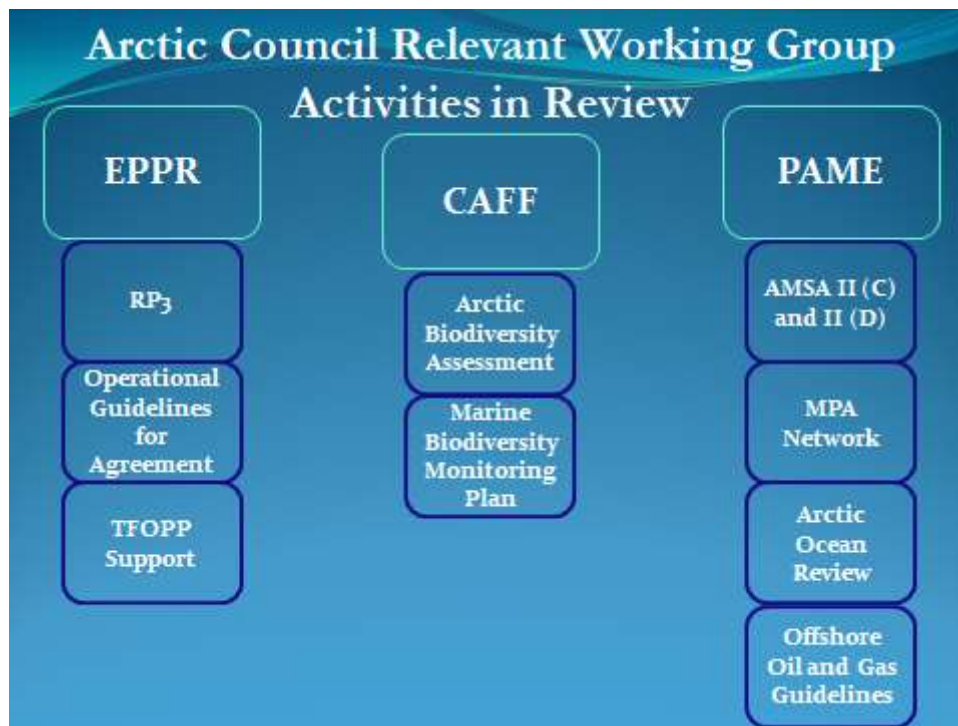 Arctic Council Relevant Working Group
Activities in Review
EPPR
RP3
Operational
Guidelines
for
Agreement
TFOPP
Support
CAFF
Arctic
Biodiversity
Assessment
Marine
Biodiversity
Monitoring
Plan
PAME
AMSA II (C)
and II (D)
MPA
Network
Arctic
Ocean
Review
Offshore
Oil and Gas
Guidelines